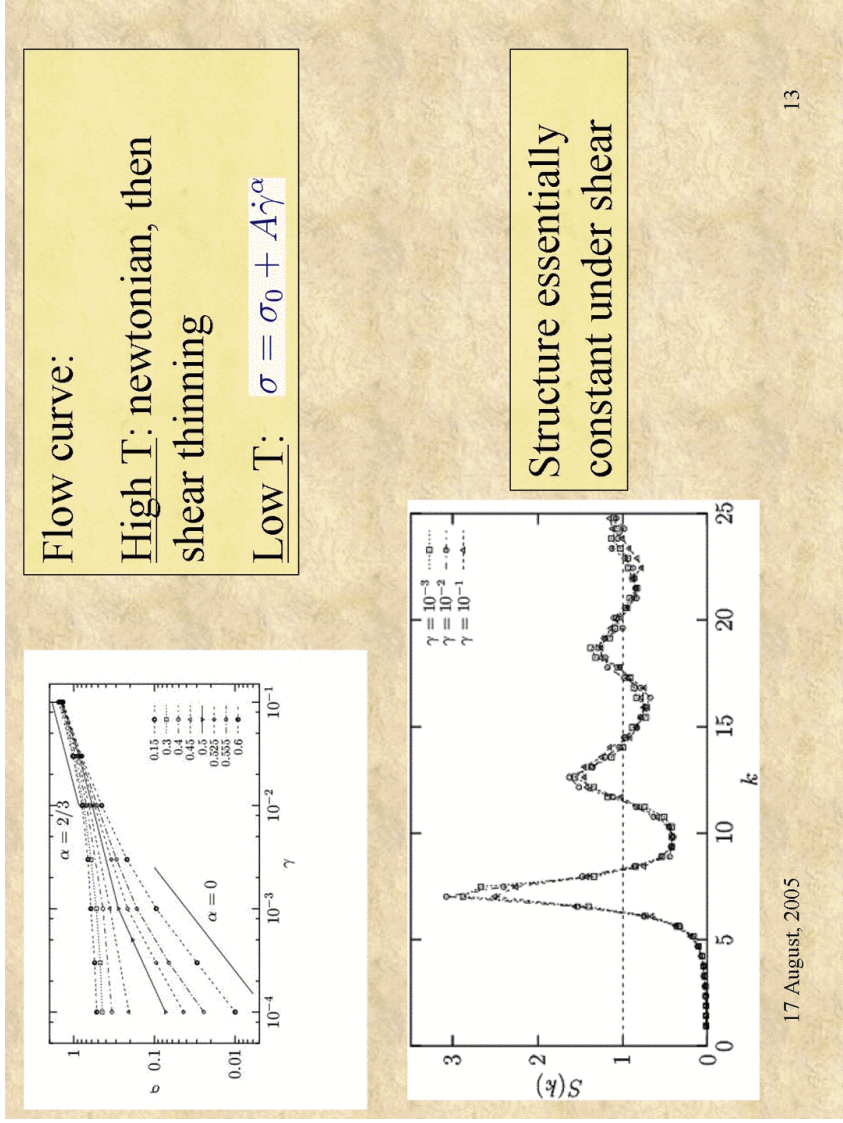 σ
1
0.1
0.01
10⁻⁴
10⁻³
10⁻²
10⁻¹
γ
α = 2/3
α = 0
0.15
0.3
0.4
0.45
0.5
0.525
0.555
0.6
Flow curve:
High T: newtonian, then
shear thinning
Low T: σ = σ₀ + Aγ̇^α
S(k)
3
2
1
0
0
5
10
15
20
25
k
γ = 10⁻³
γ = 10⁻²
γ = 10⁻¹
Structure essentially
constant under shear
17 August, 2005
13